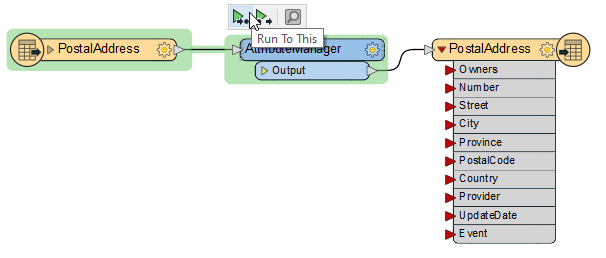 Run To This
PostalAddress
AttributeManager
Output
PostalAddress
Owners
Number
Street
City
Province
PostalCode
Country
Provider
UpdateDate
Event